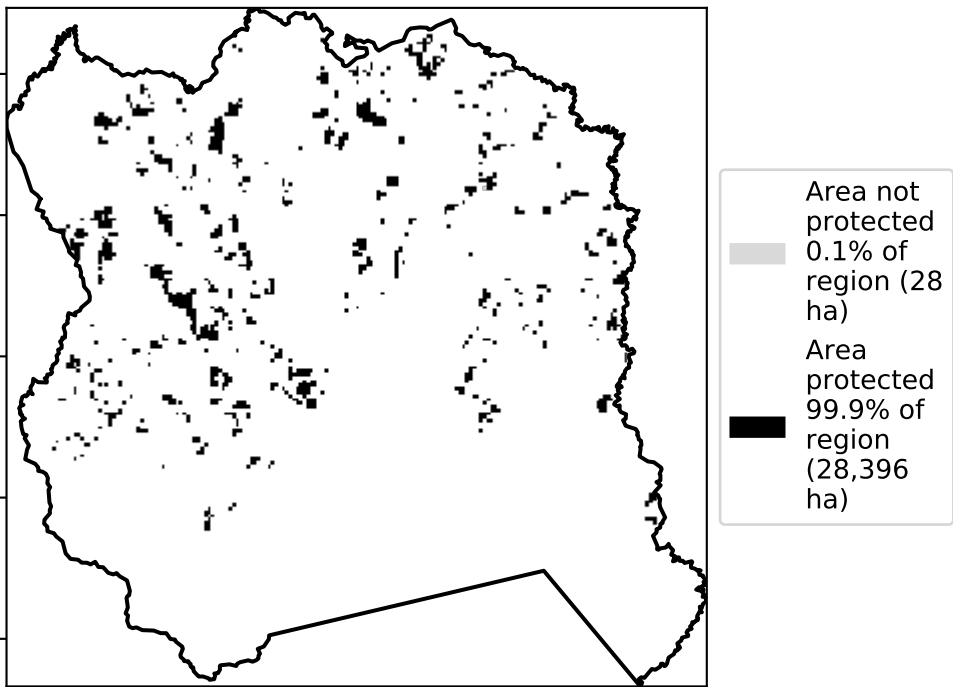 Area not
protected
0.1% of
region (28
ha)
Area
protected
99.9% of
region
(28,396
ha)